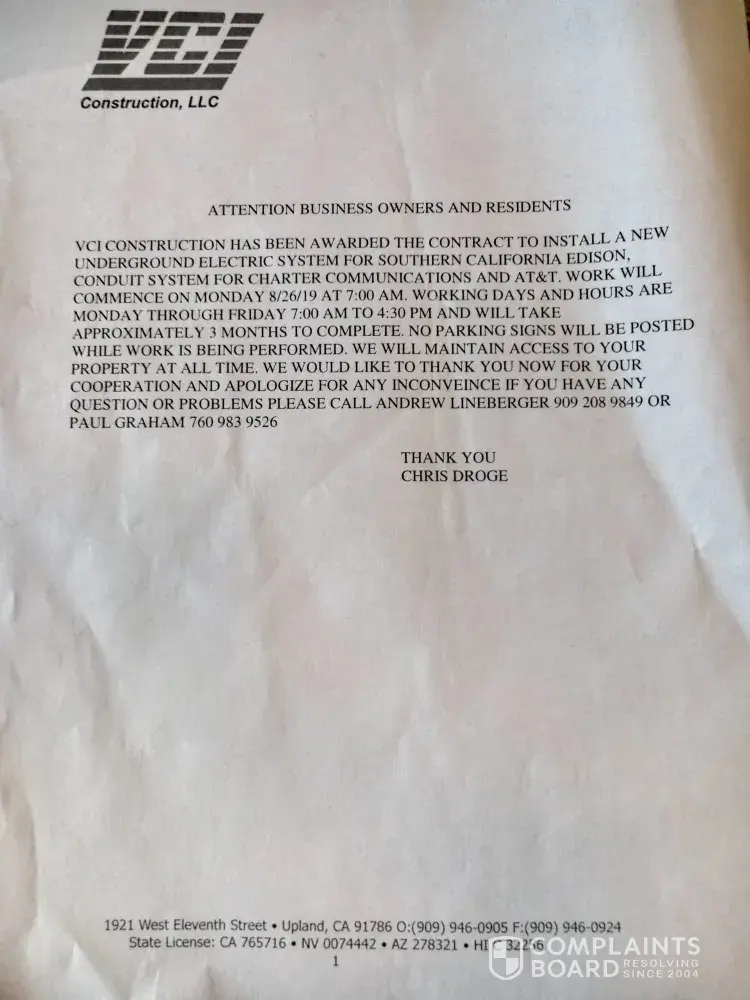 VCI
Construction, LLC
ATTENTION BUSINESS OWNERS AND RESIDENTS
VCI CONSTRUCTION HAS BEEN AWARDED THE CONTRACT TO INSTALL A NEW
UNDERGROUND ELECTRIC SYSTEM FOR SOUTHERN CALIFORNIA EDISON,
CONDUIT SYSTEM FOR CHARTER COMMUNICATIONS AND AT&T. WORK WILL
COMMENCE ON MONDAY 8/26/19 AT 7:00 AM. WORKING DAYS AND HOURS ARE
MONDAY THROUGH FRIDAY 7:00 AM TO 4:30 PM AND WILL TAKE
APPROXIMATELY 3 MONTHS TO COMPLETE. NO PARKING SIGNS WILL BE POSTED
WHILE WORK IS BEING PERFORMED. WE WILL MAINTAIN ACCESS TO YOUR
PROPERTY AT ALL TIME. WE WOULD LIKE TO THANK YOU NOW FOR YOUR
COOPERATION AND APOLOGIZE FOR ANY INCONVEINCE IF YOU HAVE ANY
QUESTION OR PROBLEMS PLEASE CALL ANDREW LINEBERGER 909 208 9849 OR
PAUL GRAHAM 760 983 9526
THANK YOU
CHRIS DROGE
1921 West Eleventh Street • Upland, CA 91786 O:(909) 946-0905 F:(909) 946-0924
State License: CA 765716 • NV 0074442 • AZ 278321 •
1
COMPLAINTS
BOARD RESOLVING
SINCE 2004